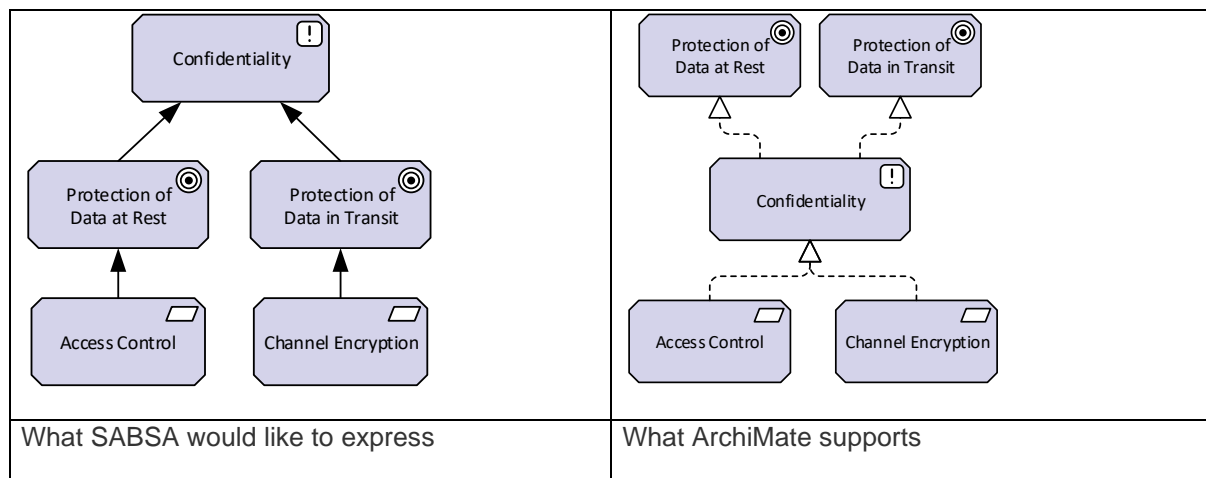 Confidentiality
Protection of
Data at Rest
Protection of
Data in Transit
Access Control
Channel Encryption
What SABSA would like to express
Protection of
Data at Rest
Protection of
Data in Transit
Confidentiality
Access Control
Channel Encryption
What ArchiMate supports